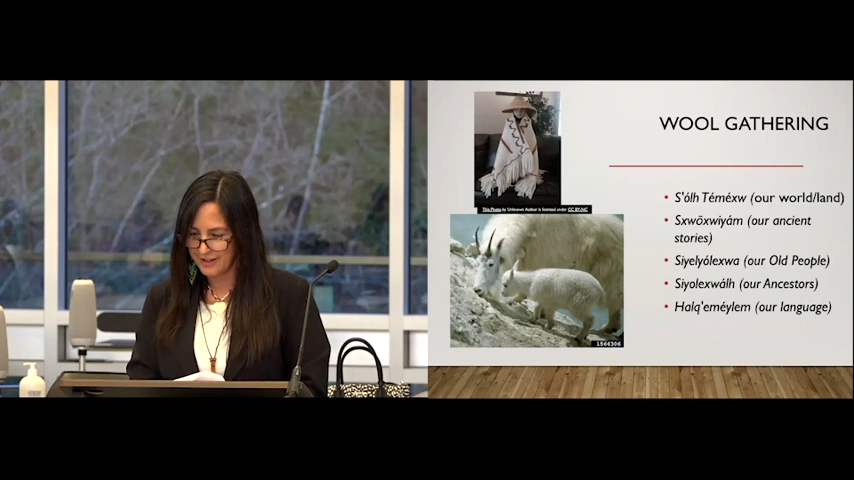 WOOL GATHERING
This Photo by Unknown Author is licensed under CC BY-NC
• S'ólh Téméxw (our world/land)
• Sxwōxwiyám (our ancient
stories)
• Siyelyólexwa (our Old People)
• Siyolexwálh (our Ancestors)
• Halq'eméylem (our language)
1566306